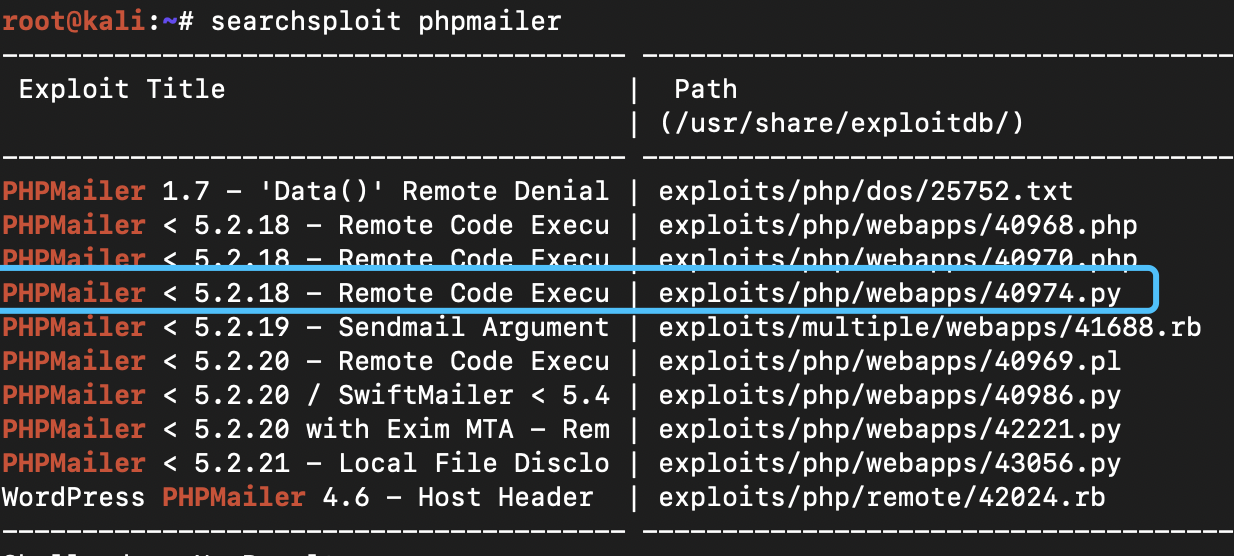 root@kali:~# searchsploit phpmailer
--------------------------------------- -------------------------------------
Exploit Title | Path
| (/usr/share/exploitdb/)
--------------------------------------- -------------------------------------
PHPMailer 1.7 - 'Data()' Remote Denial | exploits/php/dos/25752.txt
PHPMailer < 5.2.18 - Remote Code Execu | exploits/php/webapps/40968.php
PHPMailer < 5.2.18 - Remote Code Execu | exploits/php/webapps/40970.php
PHPMailer < 5.2.18 - Remote Code Execu | exploits/php/webapps/40974.py
PHPMailer < 5.2.19 - Sendmail Argument | exploits/multiple/webapps/41688.rb
PHPMailer < 5.2.20 - Remote Code Execu | exploits/php/webapps/40969.pl
PHPMailer < 5.2.20 / SwiftMailer < 5.4 | exploits/php/webapps/40986.py
PHPMailer < 5.2.20 with Exim MTA - Rem | exploits/php/webapps/42221.py
PHPMailer < 5.2.21 - Local File Disclo | exploits/php/webapps/43056.py
WordPress PHPMailer 4.6 - Host Header | exploits/php/remote/42024.rb
--------------------------------------- -------------------------------------